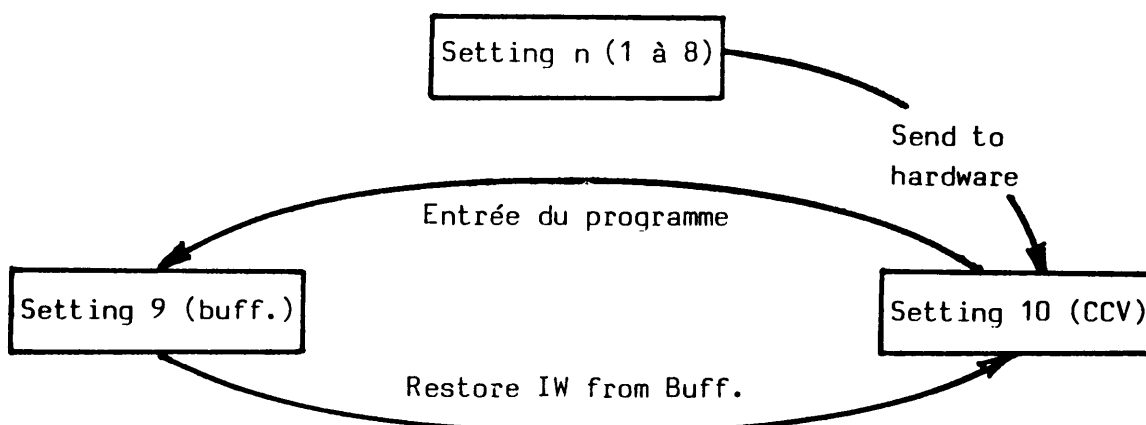 Setting n (1 à 8)
Send to
hardware
Entrée du programme
Setting 9 (buff.)
Setting 10 (CCV)
Restore IW from Buff.